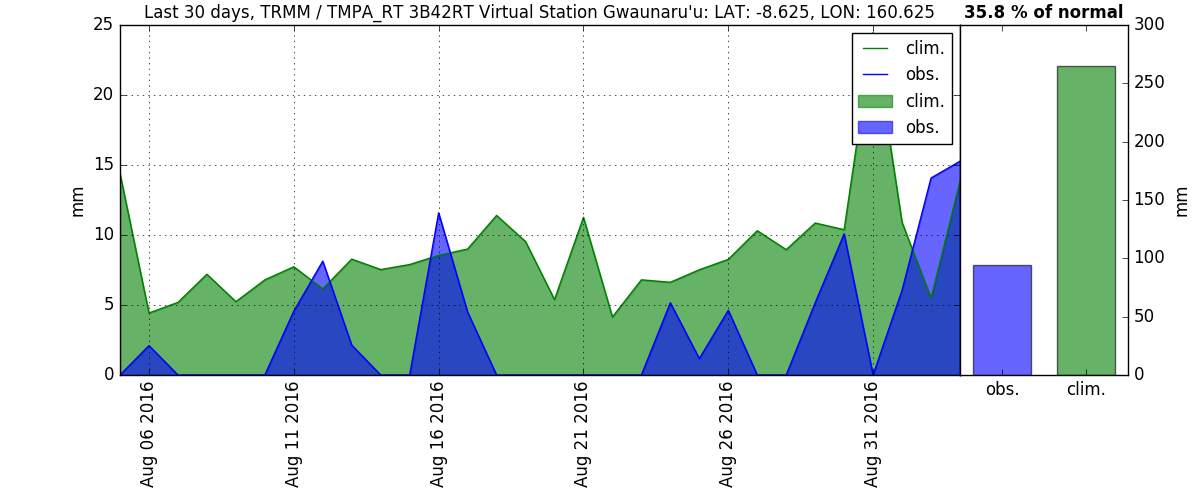 Last 30 days, TRMM / TMPA_RT 3B42RT Virtual Station Gwaunaru'u: LAT: -8.625, LON: 160.625
35.8 % of normal
25
20
15
10
5
0
mm
clim.
obs.
clim.
obs.
Aug 06 2016
Aug 11 2016
Aug 16 2016
Aug 21 2016
Aug 26 2016
Aug 31 2016
300
250
200
150
100
50
0
mm
obs.
clim.